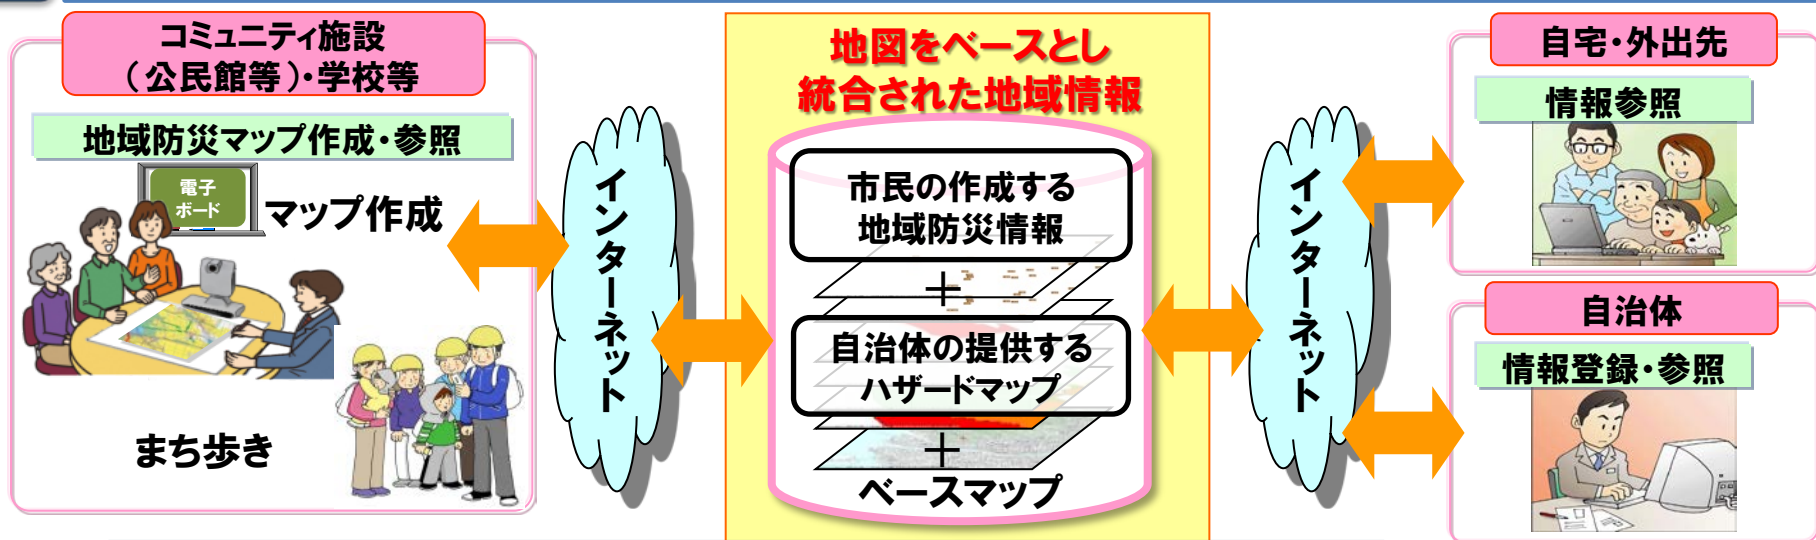 コミュニティ施設
(公民館等)・学校等
地域防災マップ作成・参照
電子
ボード
マップ作成
まち歩き
インターネット
地図をベースとし
統合された地域情報
市民の作成する
地域防災情報
+
自治体の提供する
ハザードマップ
+
ベースマップ
インターネット
自宅・外出先
情報参照
自治体
情報登録・参照